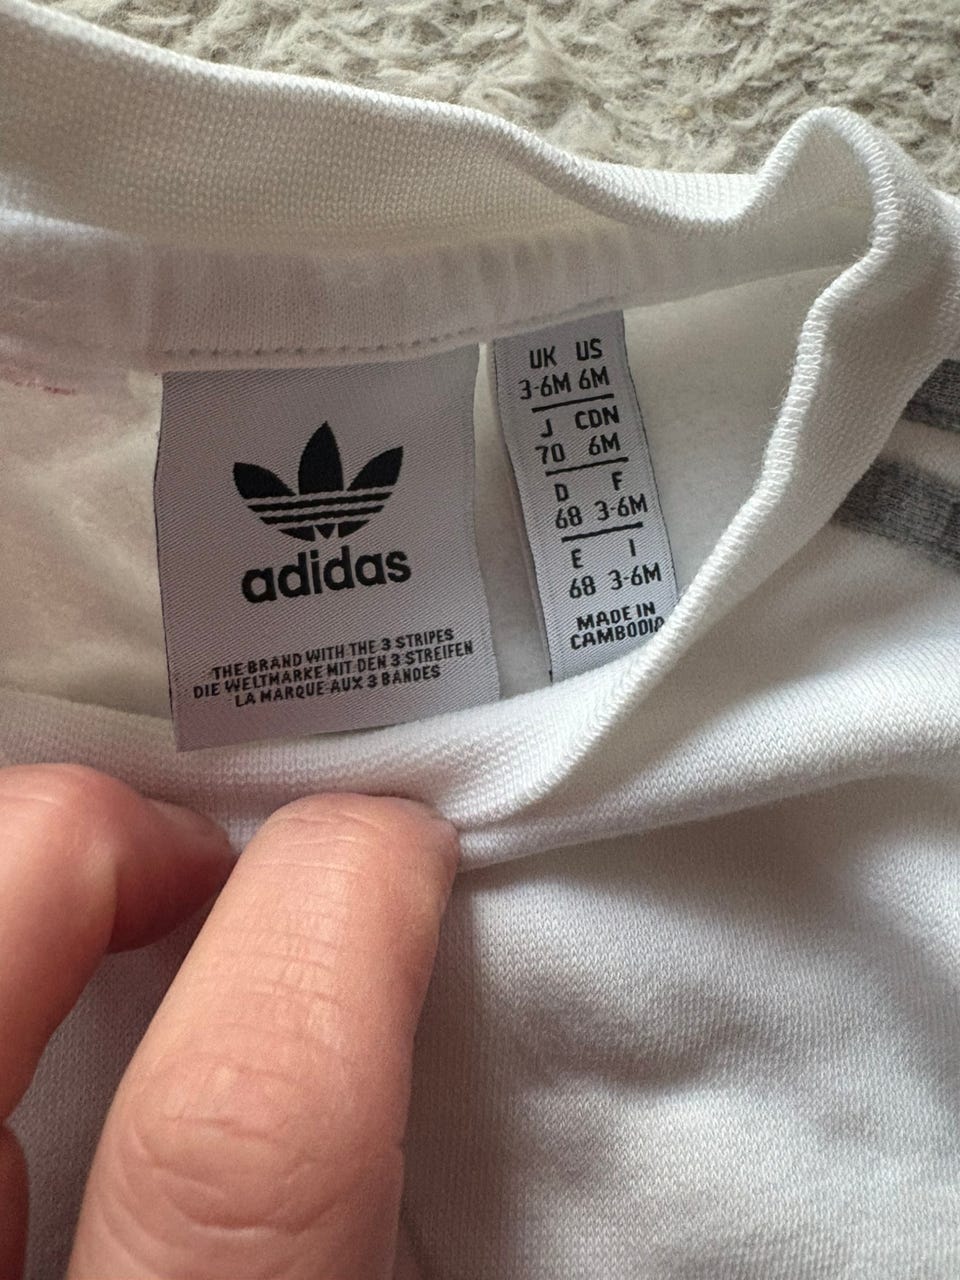 adidas
THE BRAND WITH THE 3 STRIPES
DIE WELTMARKE MIT DEN 3 STREIFEN
LA MARQUE AUX 3 BANDES
UK US
3-6M 6M
J CDN
70 6M
D F
68 3-6M
E I
68 3-6M
MADE IN
CAMBODIA